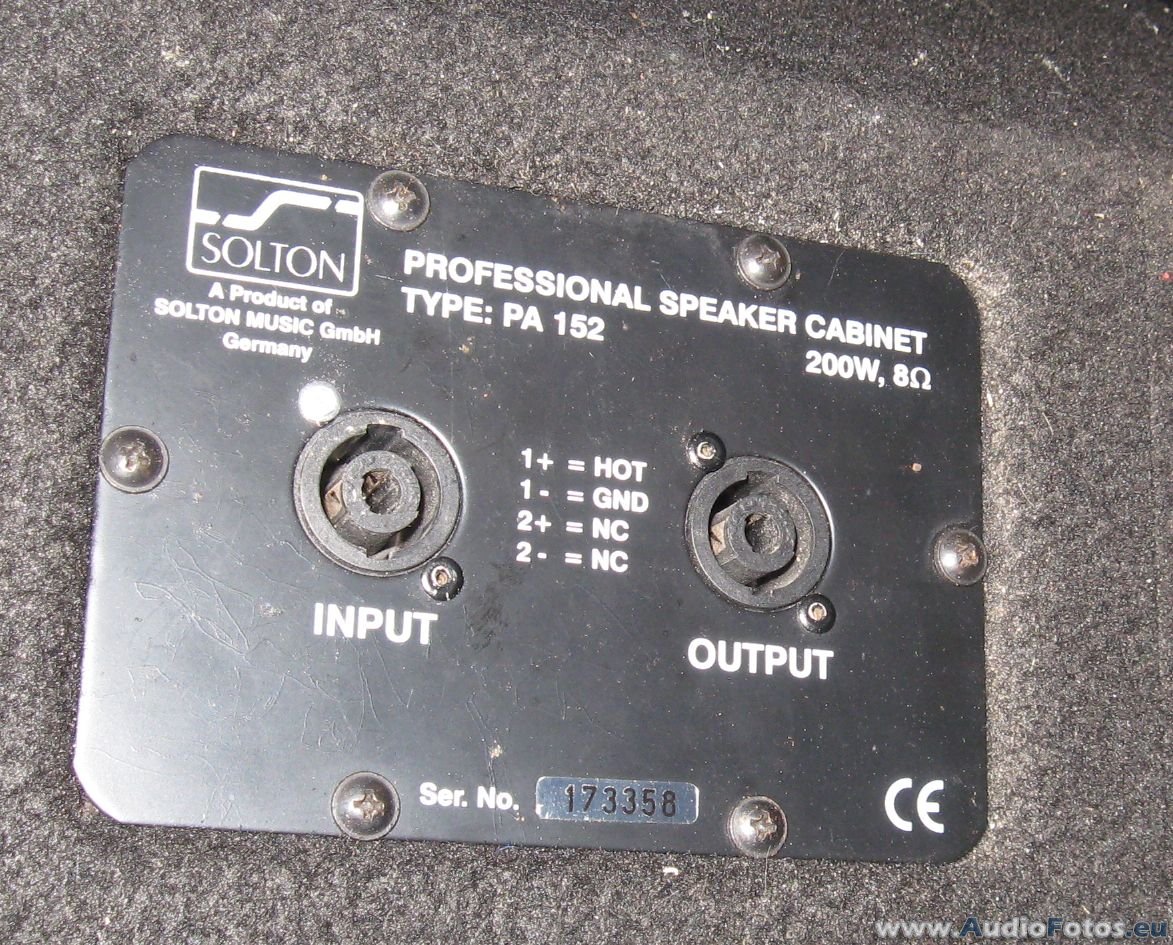 SOLTON
A Product of
SOLTON MUSIC GmbH
Germany
PROFESSIONAL SPEAKER CABINET
TYPE: PA 152
200W, 8Ω
1+ = HOT
1- = GND
2+ = NC
2- = NC
INPUT
OUTPUT
Ser. No. 173358
CE
www.AudioFotos.eu